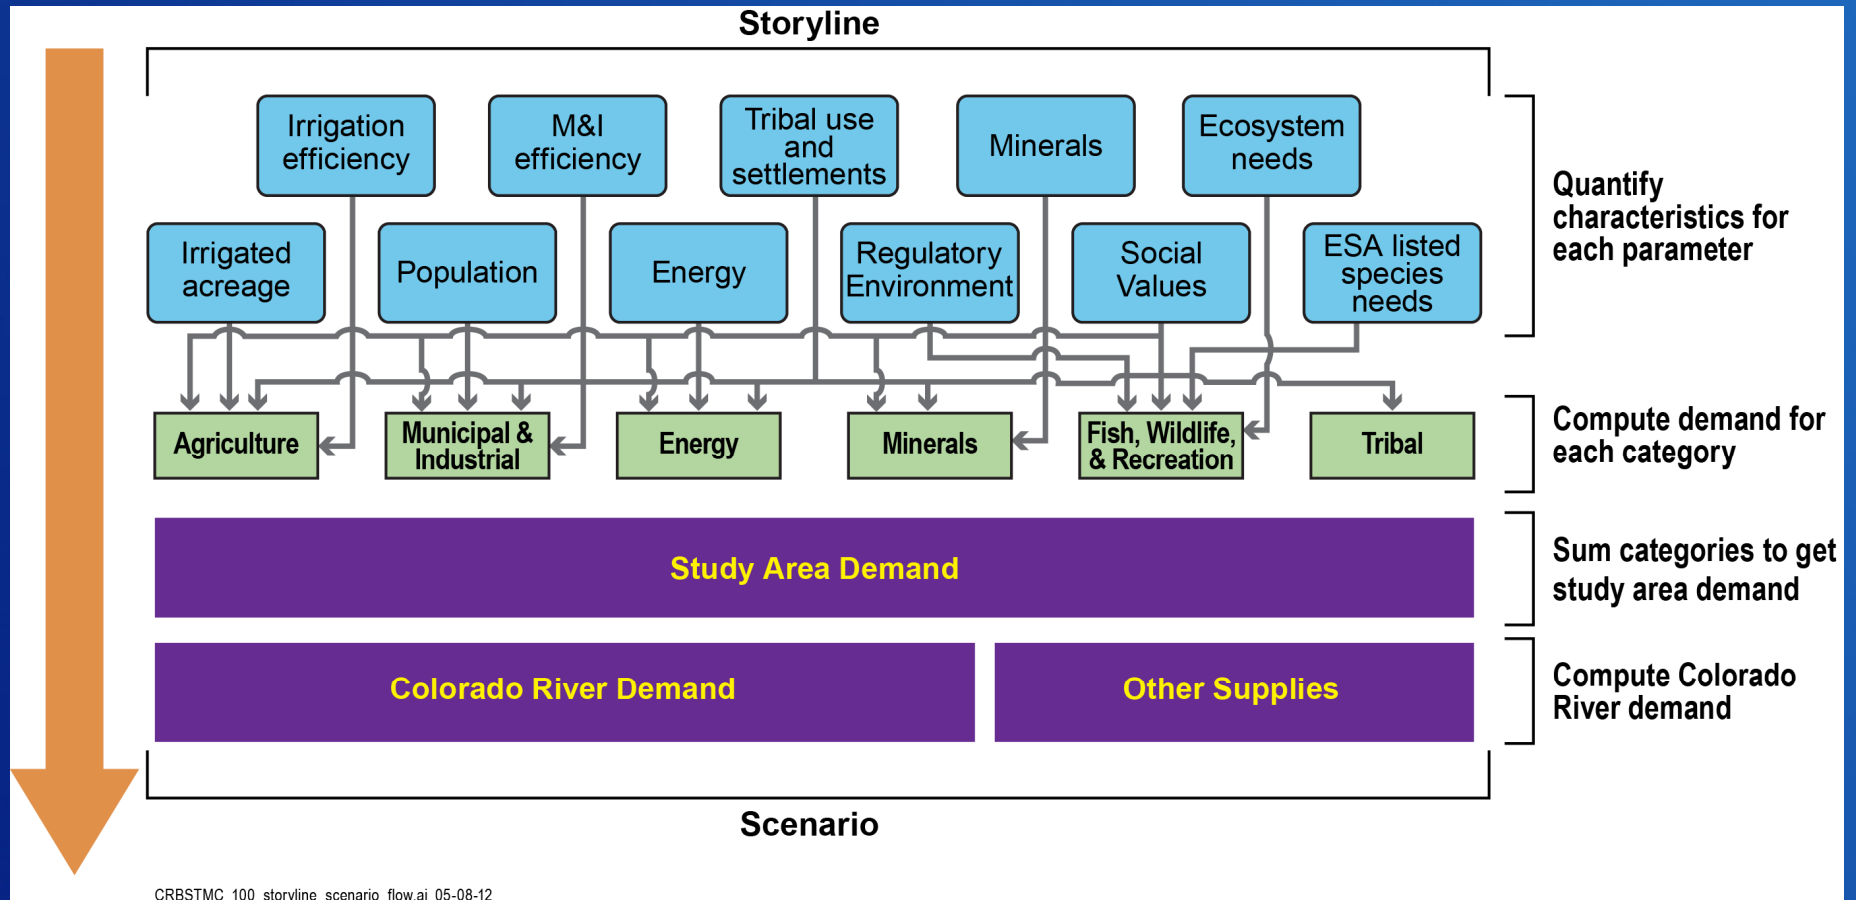 Storyline
Irrigation
efficiency
M&I
efficiency
Tribal use
and
settlements
Minerals
Ecosystem
needs
Quantify
characteristics for
each parameter
Irrigated
acreage
Population
Energy
Regulatory
Environment
Social
Values
ESA listed
species
needs
Agriculture
Municipal &
Industrial
Energy
Minerals
Fish, Wildlife,
& Recreation
Tribal
Compute demand for
each category
Study Area Demand
Sum categories to get
study area demand
Colorado River Demand
Other Supplies
Compute Colorado
River demand
Scenario
CRBSTMC_100_storyline_scenario_flow.ai_05-08-12